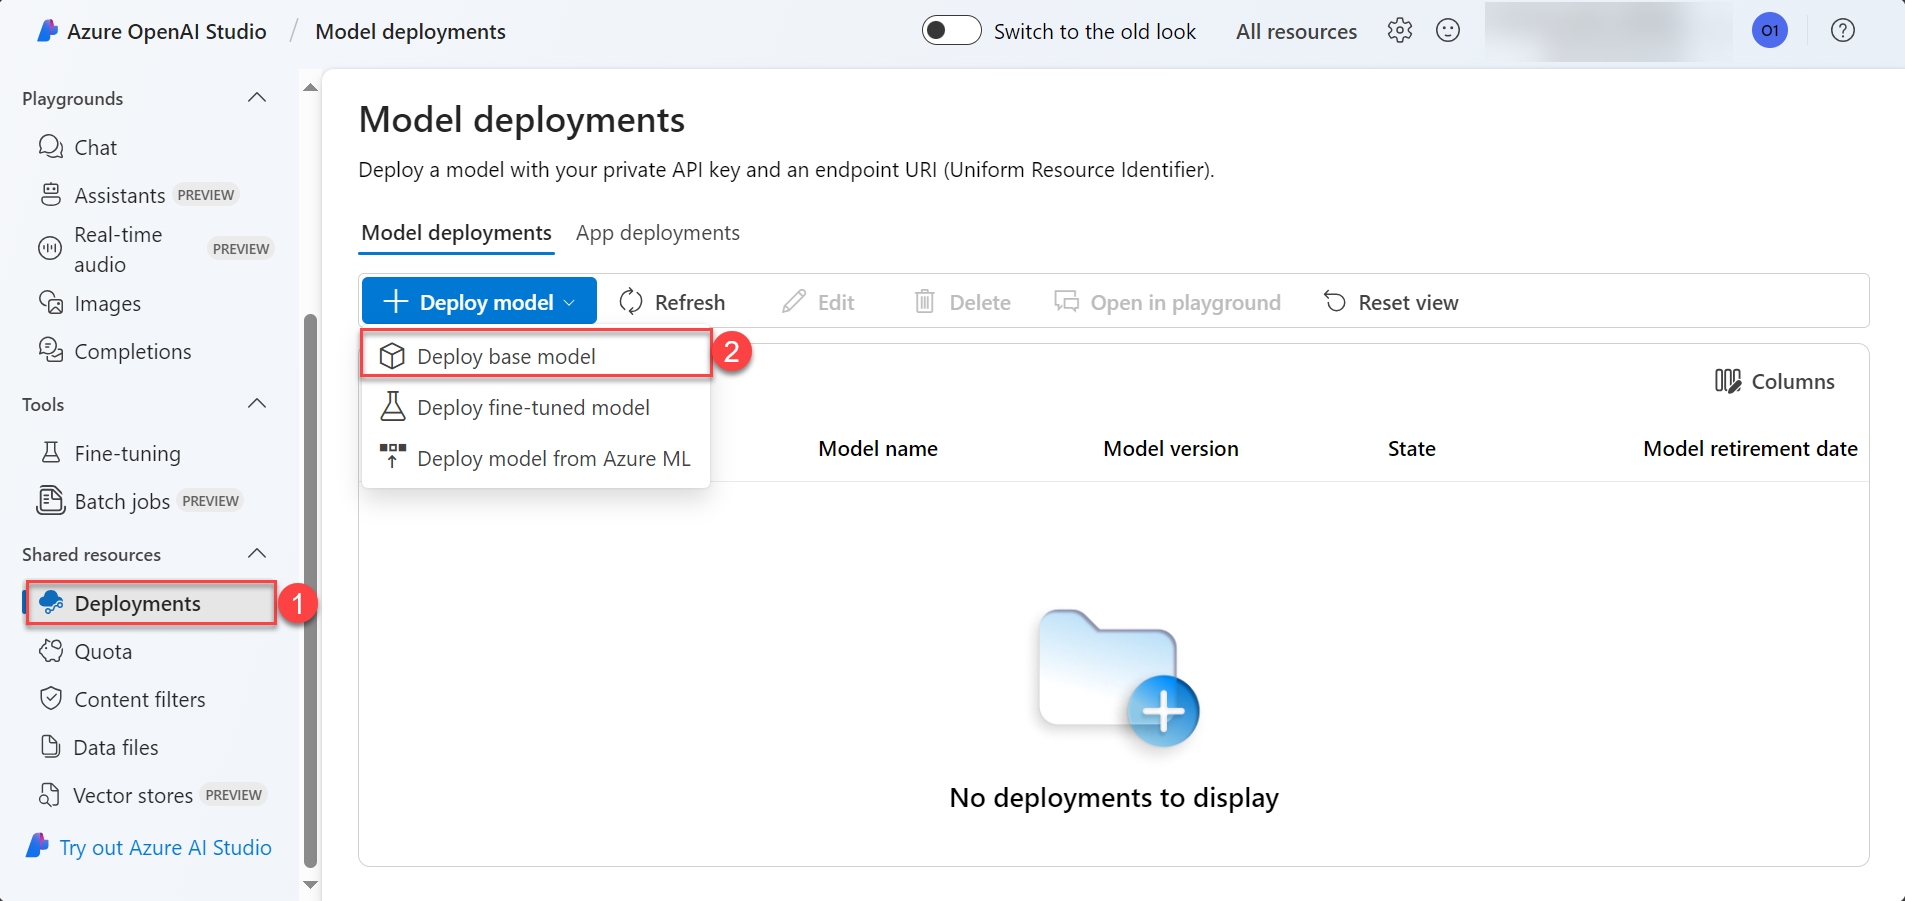 Azure OpenAI Studio / Model deployments
Switch to the old look
All resources
O1
Playgrounds
Chat
Assistants PREVIEW
Real-time
audio
PREVIEW
Images
Completions
Tools
Fine-tuning
Batch jobs PREVIEW
Shared resources
Deployments
1
Quota
Content filters
Data files
Vector stores PREVIEW
Try out Azure AI Studio
Model deployments
Deploy a model with your private API key and an endpoint URI (Uniform Resource Identifier).
Model deployments App deployments
Deploy model Refresh Edit Delete Open in playground Reset view
Deploy base model
2
Deploy fine-tuned model
Deploy model from Azure ML
Columns
Model name Model version State Model retirement date
No deployments to display